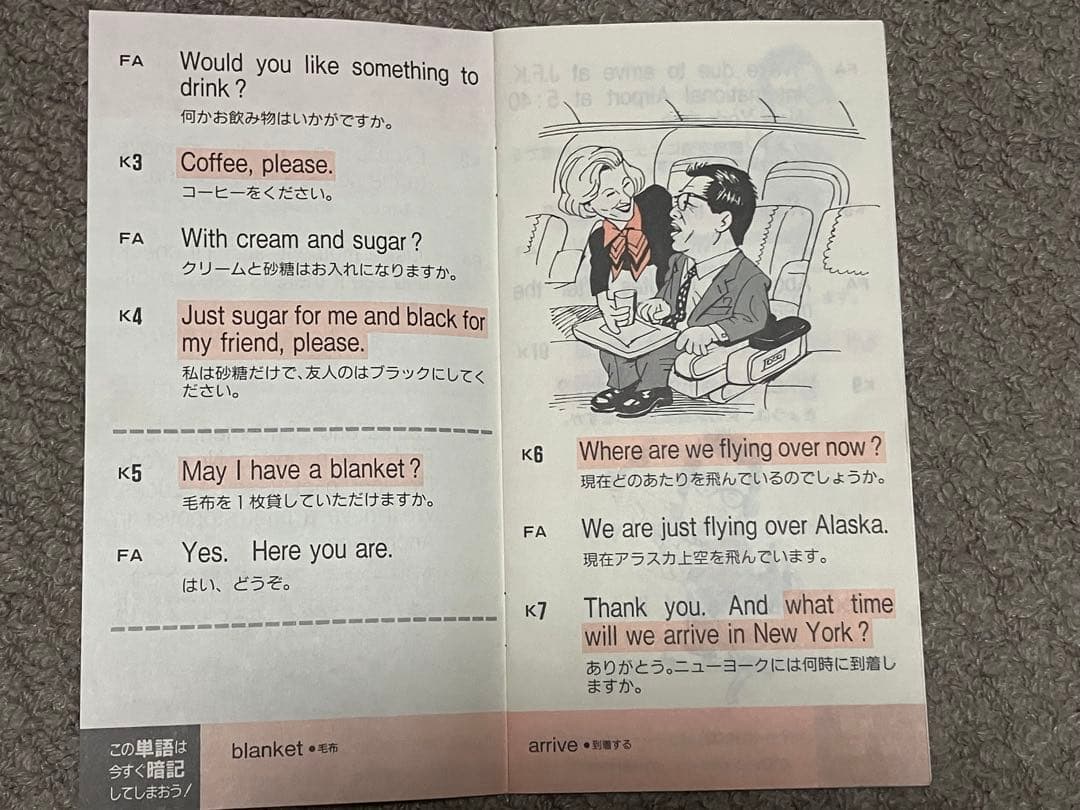 FA Would you like something to
drink?
何かお飲み物はいかがですか。
K3 Coffee, please.
コーヒーをください。
FA With cream and sugar?
クリームと砂糖はお入れになりますか。
K4 Just sugar for me and black for
my friend, please.
私は砂糖だけで、友人のはブラックにしてく
ださい。
K5 May I have a blanket?
毛布を1枚貸していただけますか。
FA Yes. Here you are.
はい、どうぞ。
この単語は
今すぐ暗記
してしまおう!
blanket ●毛布
K6 Where are we flying over now?
現在どのあたりを飛んでいるのでしょうか。
FA We are just flying over Alaska.
現在アラスカ上空を飛んでいます。
K7 Thank you. And what time
will we arrive in New York?
ありがとう。ニューヨークには何時に到着し
ますか。
arrive ●到着する